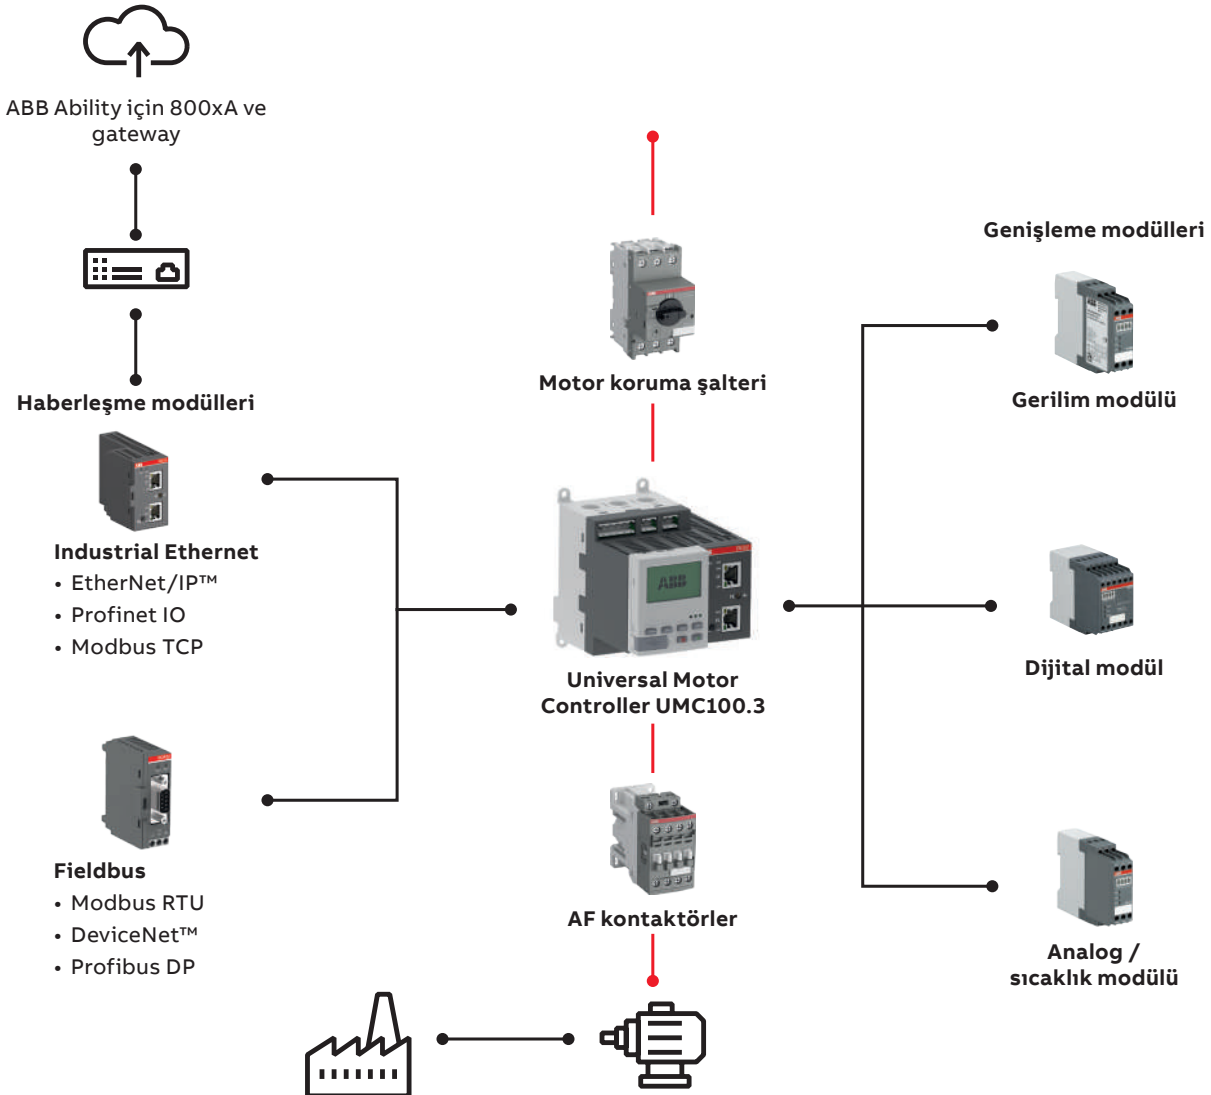 ABB Ability için 800xA ve
gateway
Haberleşme modülleri
Industrial Ethernet
• EtherNet/IP™
• Profinet IO
• Modbus TCP
Fieldbus
• Modbus RTU
• DeviceNet™
• Profibus DP
Motor koruma şalteri
ABB
Universal Motor
Controller UMC100.3
AF kontaktörler
Genişleme modülleri
Gerilim modülü
Dijital modül
Analog /
sıcaklık modülü